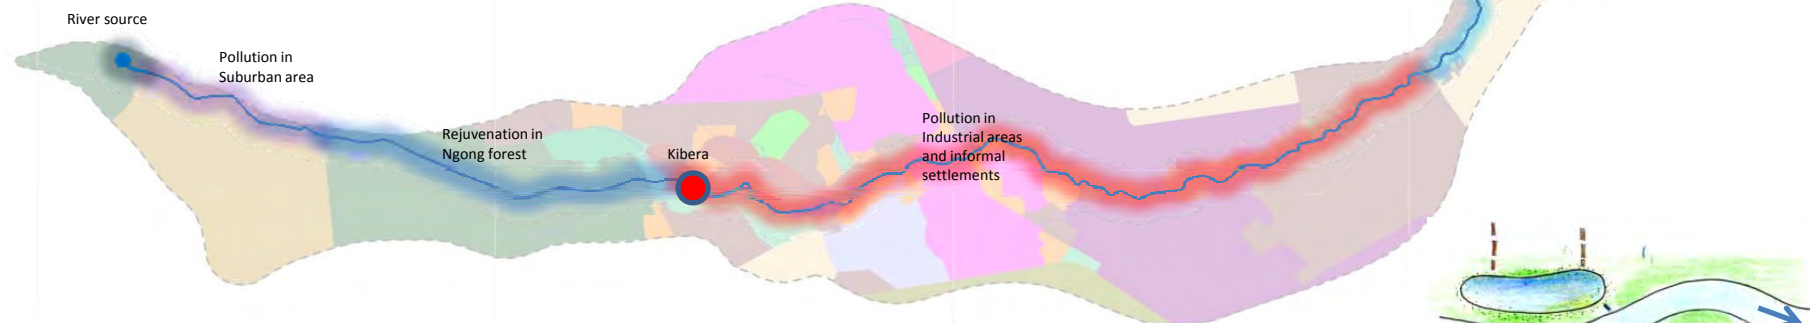 River source
Pollution in
Suburban area
Rejuvenation in
Ngong forest
Kibera
Pollution in
Industrial areas
and informal
settlements